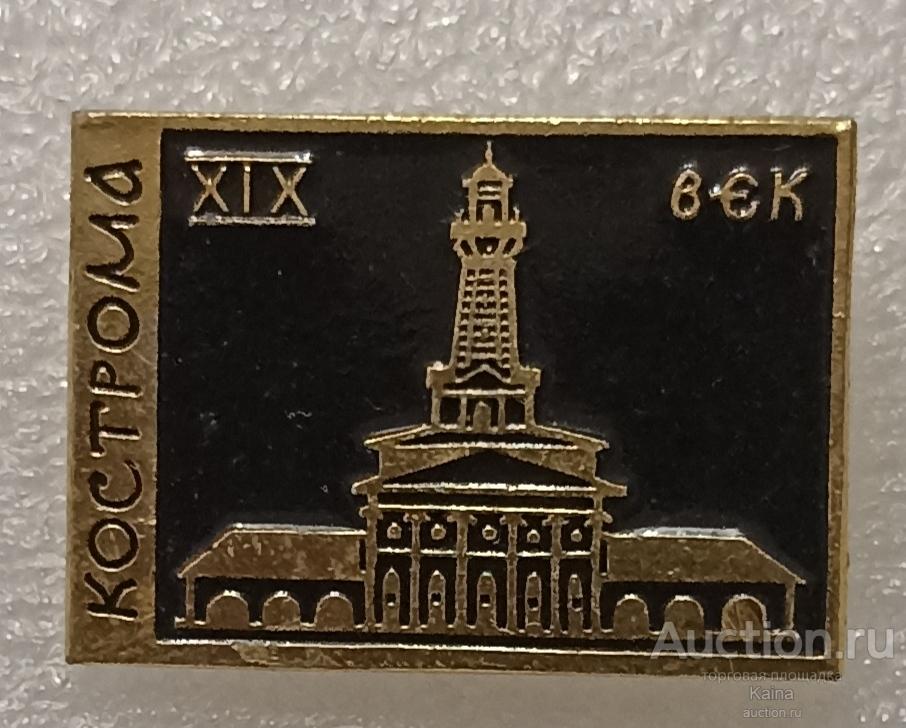 КОСТРОМА
XIX ВЕК
Auction.ru
торговая площадка
Kaina
auction.ru